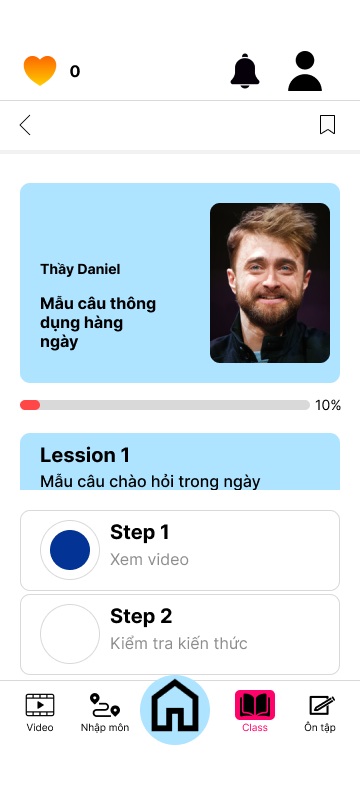 0
Thầy Daniel
Mẫu câu thông
dụng hàng
ngày
10%
Lession 1
Mẫu câu chào hỏi trong ngày
Step 1
Xem video
Step 2
Kiểm tra kiến thức
Video
Nhập môn
Class
Ôn tập